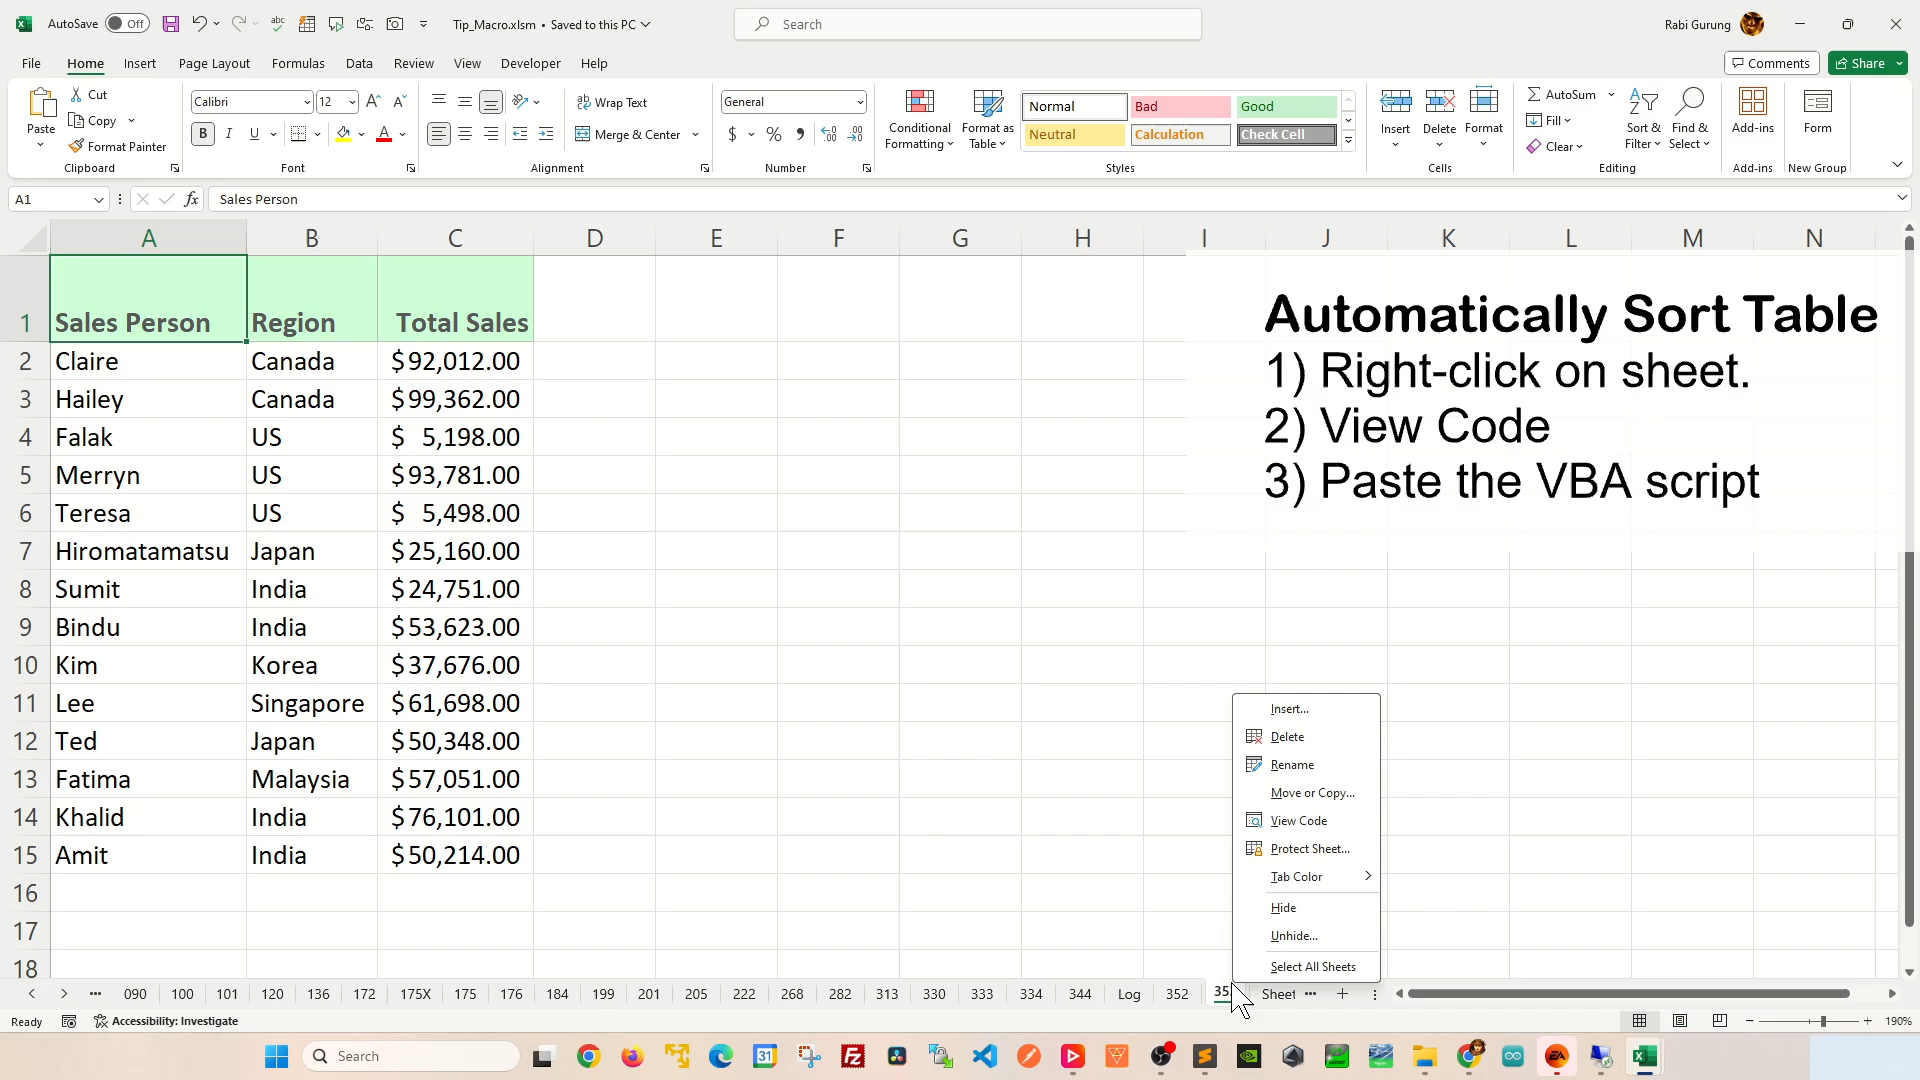 AutoSave Off Tip_Macro.xlsm • Saved to this PC Search Rabi Gurung
File Home Insert Page Layout Formulas Data Review View Developer Help Comments Share
Paste Cut Copy Format Painter Clipboard
Calibri 12 B I U A Font
Wrap Text Merge & Center Alignment
General $ % Number
Conditional Formatting Format as Table
Normal Bad Good
Neutral Calculation Check Cell
Styles
Insert Delete Format Cells
AutoSum Fill Clear Sort & Filter Find & Select Editing
Add-ins Add-ins
Form New Group
A1 fx Sales Person
A B C D E F G H I J K L M N
1 Sales Person Region Total Sales
2 Claire Canada $92,012.00
3 Hailey Canada $99,362.00
4 Falak US $ 5,198.00
5 Merryn US $93,781.00
6 Teresa US $ 5,498.00
7 Hiromatamatsu Japan $25,160.00
8 Sumit India $24,751.00
9 Bindu India $53,623.00
10 Kim Korea $37,676.00
11 Lee Singapore $61,698.00
12 Ted Japan $50,348.00
13 Fatima Malaysia $57,051.00
14 Khalid India $76,101.00
15 Amit India $50,214.00
16
17
18
Automatically Sort Table
1) Right-click on sheet.
2) View Code
3) Paste the VBA script
Insert...
Delete
Rename
Move or Copy...
View Code
Protect Sheet...
Tab Color
Hide
Unhide...
Select All Sheets
090 100 101 120 136 172 175X 175 176 184 199 201 205 222 268 282 313 330 333 334 344 Log 352 Sheet
Ready Accessibility: Investigate 190%
Search